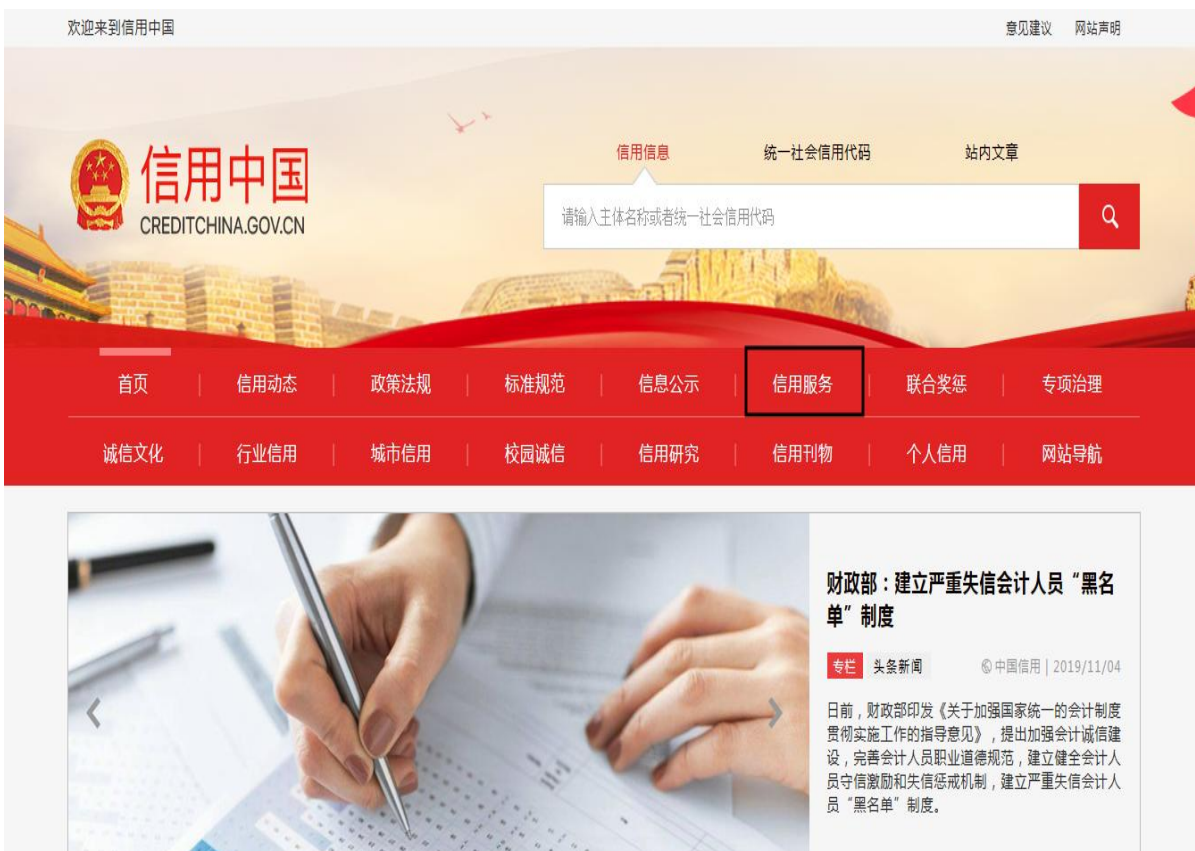 欢迎来到信用中国
意见建议 网站声明
信用信息 统一社会信用代码 站内文章
信用中国
CREDITCHINA.GOV.CN
请输入主体名称或者统一社会信用代码
首页 信用动态 政策法规 标准规范 信息公示 信用服务 联合奖惩 专项治理
诚信文化 行业信用 城市信用 校园诚信 信用研究 信用刊物 个人信用 网站导航
财政部：建立严重失信会计人员“黑名
单”制度
专栏 头条新闻 ©中国信用 | 2019/11/04
日前，财政部印发《关于加强国家统一的会计制度
贯彻实施工作的指导意见》，提出加强会计诚信建
设，完善会计人员职业道德规范，建立健全会计人
员守信激励和失信惩戒机制，建立严重失信会计人
员“黑名单”制度。